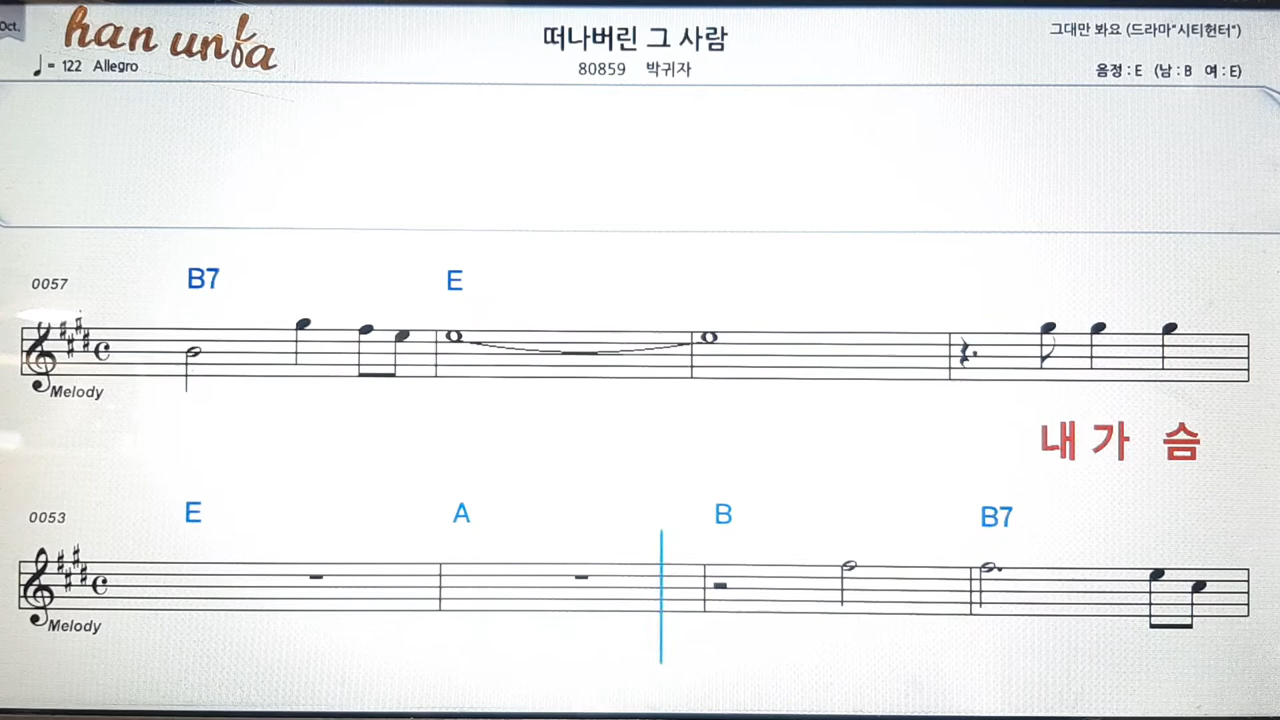 Oct.
han unfa
떠나버린 그 사람
그대만 봐요 (드라마"시티헌터")
= 122 Allegro
80859 박귀자
음정 : E (남 : B 여 : E)
0057
B7 E
Melody
내 가 슴
0053
E A B B7
Melody